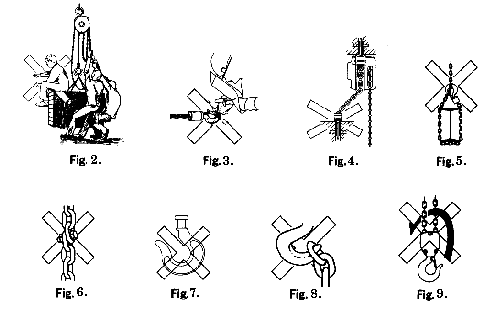 Fig. 2.
Fig. 3.
Fig. 4.
Fig. 5.
Fig. 6.
Fig. 7.
Fig. 8.
Fig. 9.